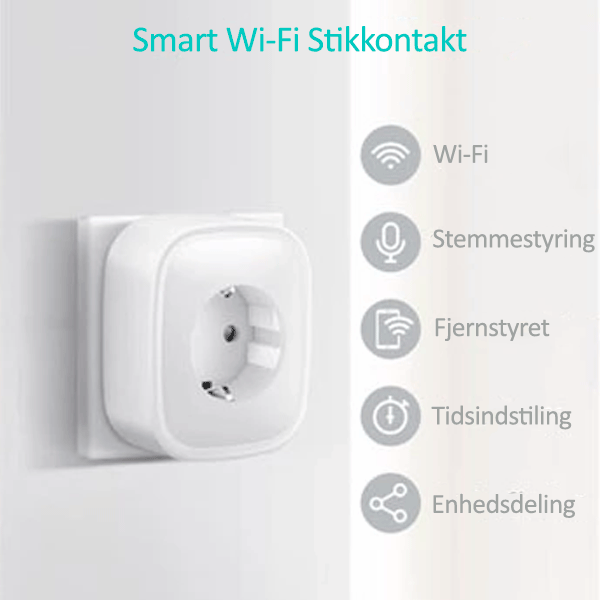 Smart Wi-Fi Stikkontakt
Wi-Fi
Stemmestyring
Fjernstyret
Tidsindstiling
Enhedsdeling